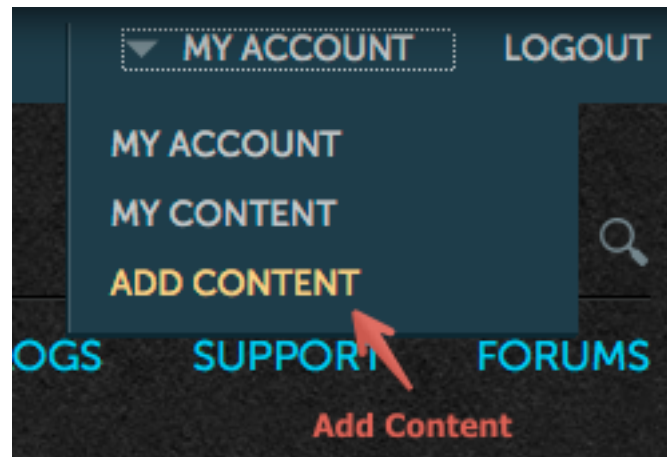 MY ACCOUNT LOGOUT
MY ACCOUNT
MY CONTENT
ADD CONTENT
OGS SUPPORT FORUMS
Add Content